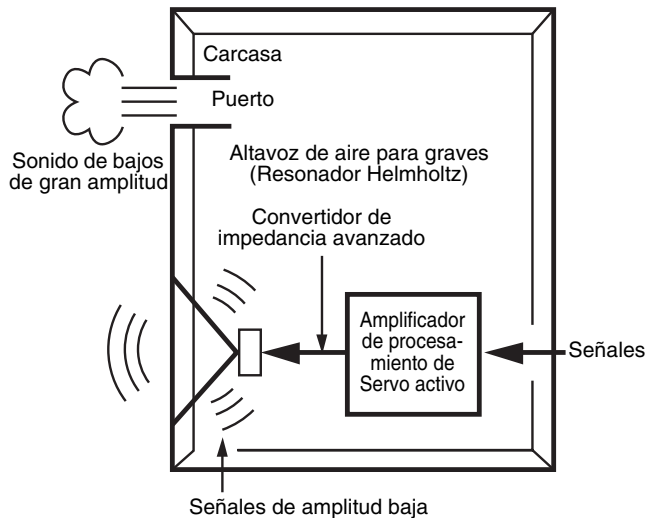 Carcasa
Puerto
Sonido de bajos
de gran amplitud
Altavoz de aire para graves
(Resonador Helmholtz)
Convertidor de
impedancia avanzado
Amplificador
de procesa-
miento de
Servo activo
Señales
Señales de amplitud baja